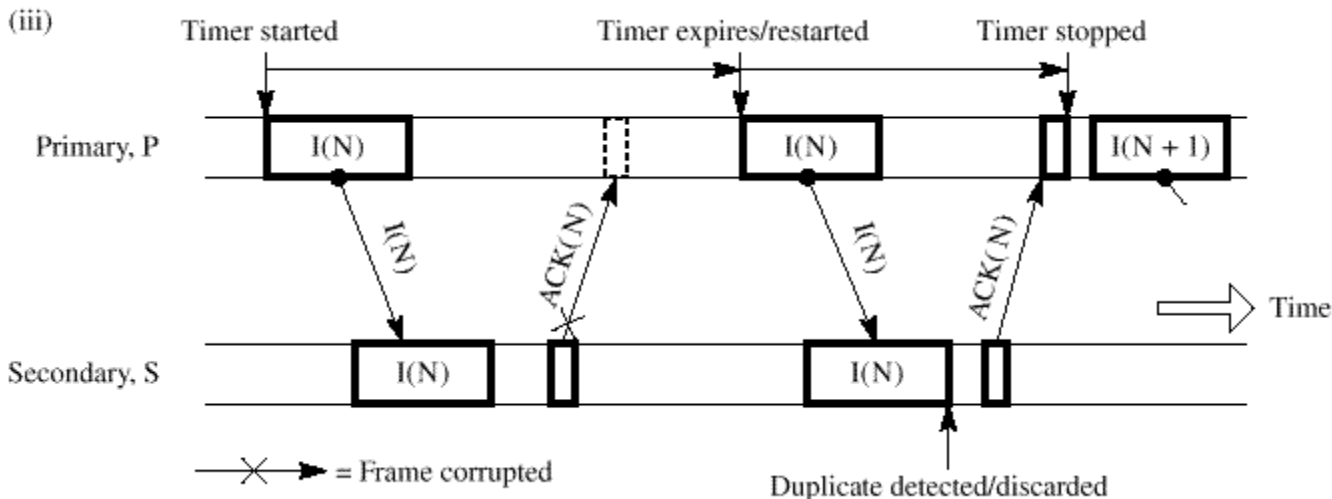 (iii)
Timer started
Timer expires/restarted
Timer stopped
Primary, P
I(N)
I(N)
I(N + 1)
I(N)
ACK(N)
I(N)
ACK(N)
Time
Secondary, S
I(N)
I(N)
= Frame corrupted
Duplicate detected/discarded